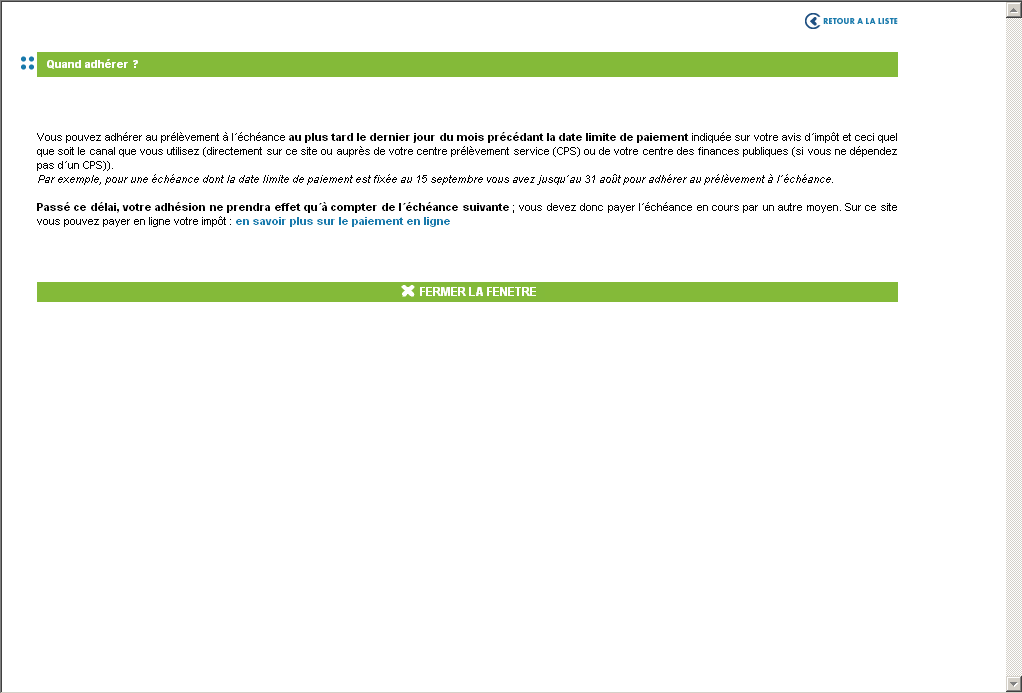 RETOUR A LA LISTE
Quand adhérer ?
Vous pouvez adhérer au prélèvement à l´échéance au plus tard le dernier jour du mois précédant la date limite de paiement indiquée sur votre avis d´impôt et ceci quel
que soit le canal que vous utilisez (directement sur ce site ou auprès de votre centre prélèvement service (CPS) ou de votre centre des finances publiques (si vous ne dépendez
pas d´un CPS)).
Par exemple, pour une échéance dont la date limite de paiement est fixée au 15 septembre vous avez jusqu´au 31 août pour adhérer au prélèvement à l´échéance.
Passé ce délai, votre adhésion ne prendra effet qu´à compter de l´échéance suivante ; vous devez donc payer l´échéance en cours par un autre moyen. Sur ce site
vous pouvez payer en ligne votre impôt : en savoir plus sur le paiement en ligne
FERMER LA FENETRE